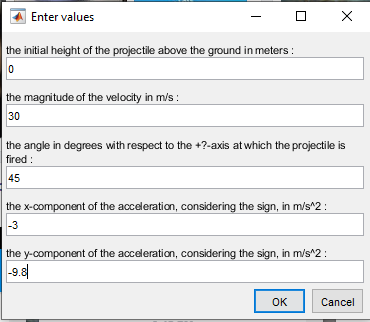 Enter values
the initial height of the projectile above the ground in meters :
0
the magnitude of the velocity in m/s :
30
the angle in degrees with respect to the +?-axis at which the projectile is
fired :
45
the x-component of the acceleration, considering the sign, in m/s^2 :
-3
the y-component of the acceleration, considering the sign, in m/s^2 :
-9.8
OK Cancel